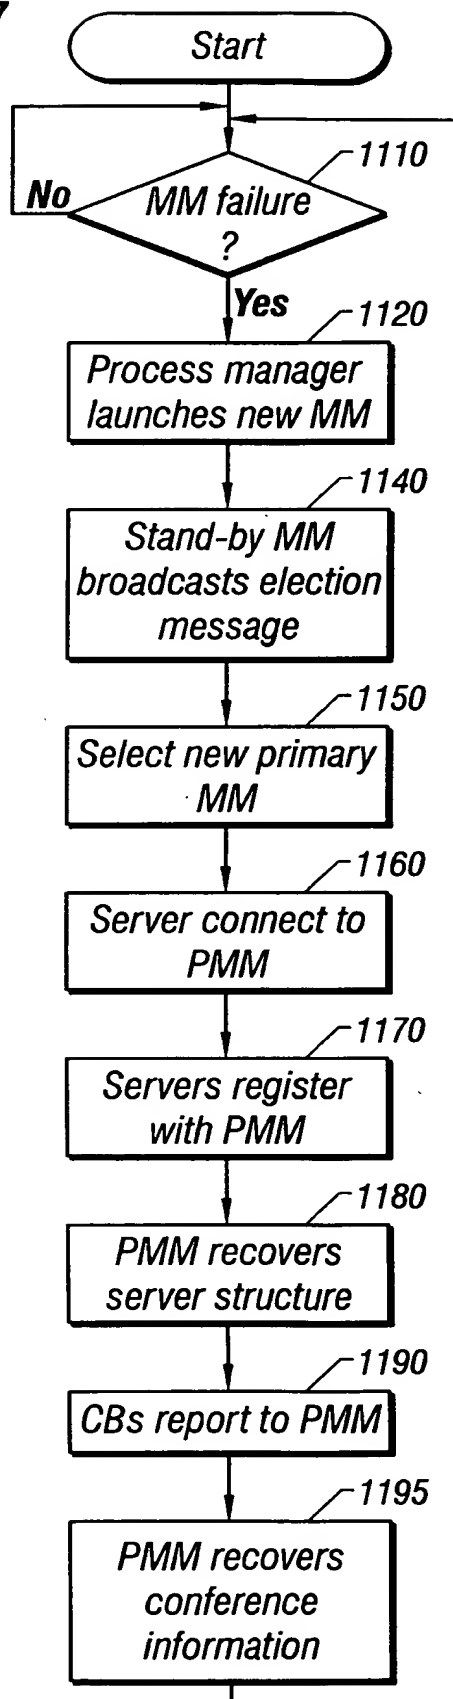 Start
1110
No
MM failure
?
Yes
1120
Process manager
launches new MM
1140
Stand-by MM
broadcasts election
message
1150
Select new primary
MM
1160
Server connect to
PMM
1170
Servers register
with PMM
1180
PMM recovers
server structure
1190
CBs report to PMM
1195
PMM recovers
conference
information